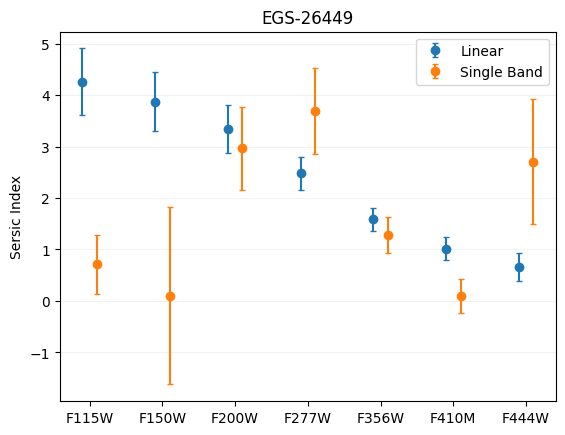 EGS-26449
Linear
Single Band
Sersic Index
5
4
3
2
1
0
−1
F115W F150W F200W F277W F356W F410M F444W